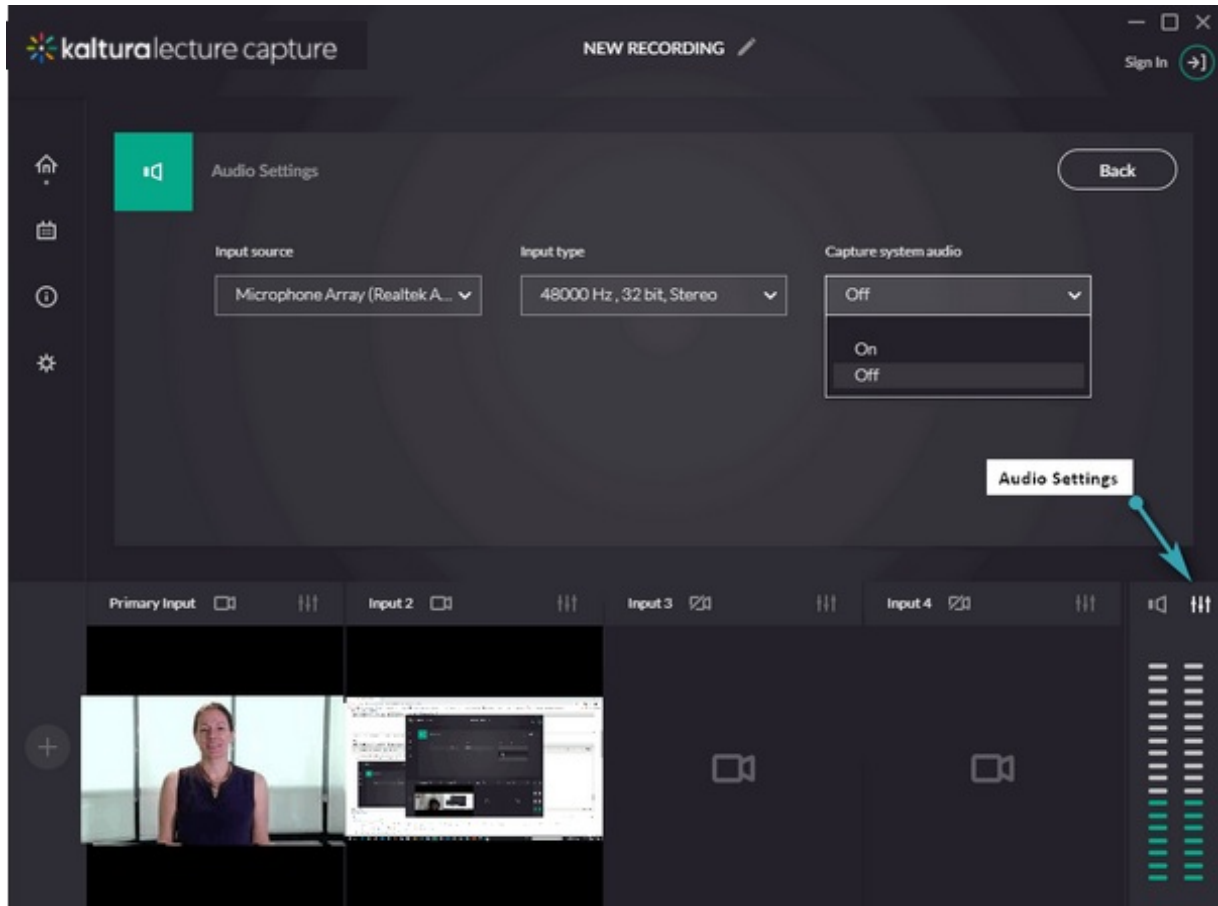 kaltura lecture capture
NEW RECORDING
Sign In
Audio Settings
Back
Input source
Input type
Capture system audio
Microphone Array (Realtek A...
48000 Hz , 32 bit, Stereo
Off
On
Off
Audio Settings
Primary Input
Input 2
Input 3
Input 4